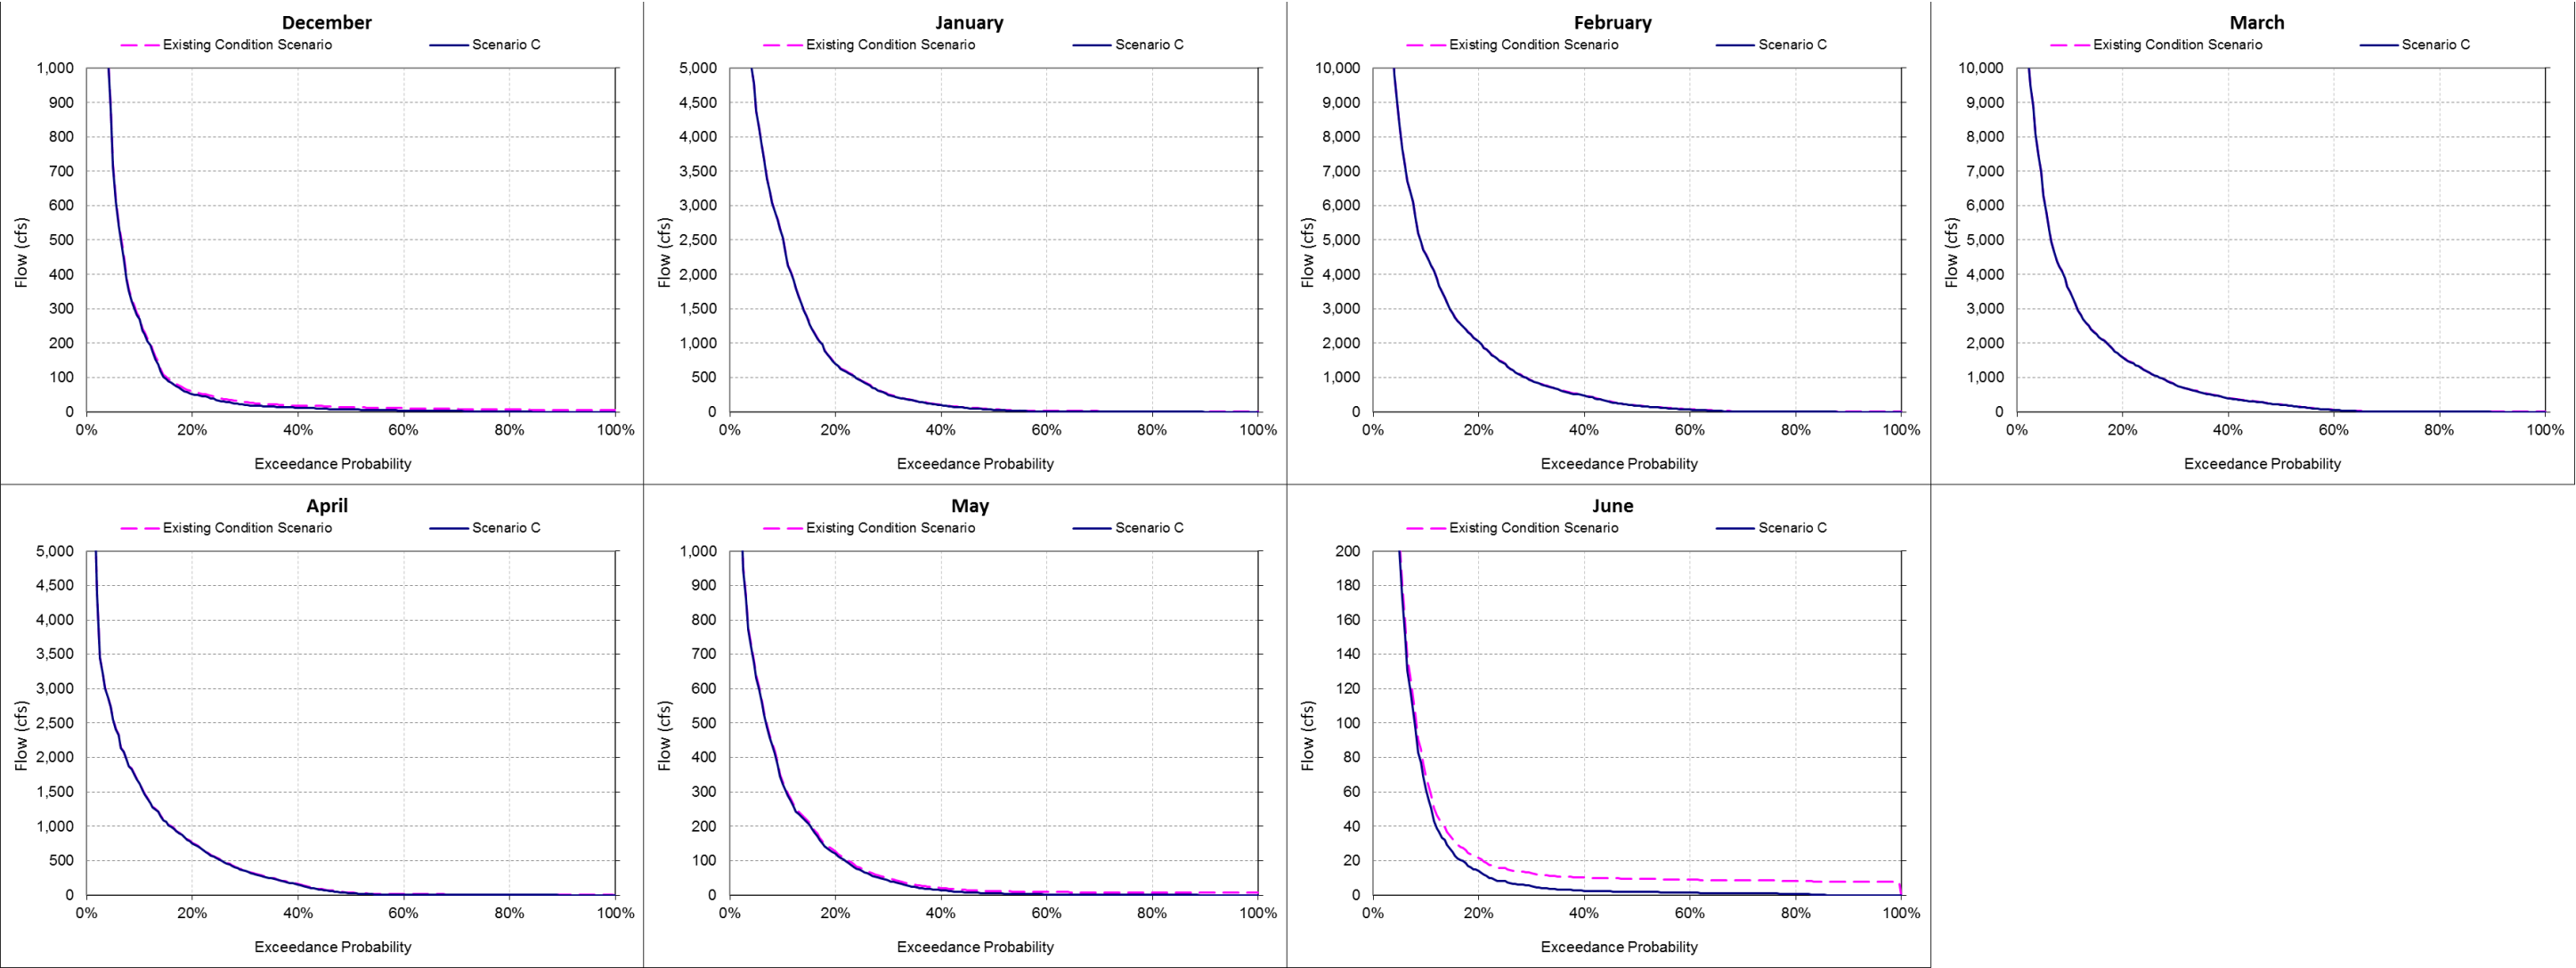 December
Existing Condition Scenario Scenario C
1,000
900
800
700
600
500
400
300
200
100
0
0% 20% 40% 60% 80% 100%
Flow (cfs)
Exceedance Probability
January
Existing Condition Scenario Scenario C
5,000
4,500
4,000
3,500
3,000
2,500
2,000
1,500
1,000
500
0
0% 20% 40% 60% 80% 100%
Flow (cfs)
Exceedance Probability
February
Existing Condition Scenario Scenario C
10,000
9,000
8,000
7,000
6,000
5,000
4,000
3,000
2,000
1,000
0
0% 20% 40% 60% 80% 100%
Flow (cfs)
Exceedance Probability
March
Existing Condition Scenario Scenario C
10,000
9,000
8,000
7,000
6,000
5,000
4,000
3,000
2,000
1,000
0
0% 20% 40% 60% 80% 100%
Flow (cfs)
Exceedance Probability
April
Existing Condition Scenario Scenario C
5,000
4,500
4,000
3,500
3,000
2,500
2,000
1,500
1,000
500
0
0% 20% 40% 60% 80% 100%
Flow (cfs)
Exceedance Probability
May
Existing Condition Scenario Scenario C
1,000
900
800
700
600
500
400
300
200
100
0
0% 20% 40% 60% 80% 100%
Flow (cfs)
Exceedance Probability
June
Existing Condition Scenario Scenario C
200
180
160
140
120
100
80
60
40
20
0
0% 20% 40% 60% 80% 100%
Flow (cfs)
Exceedance Probability